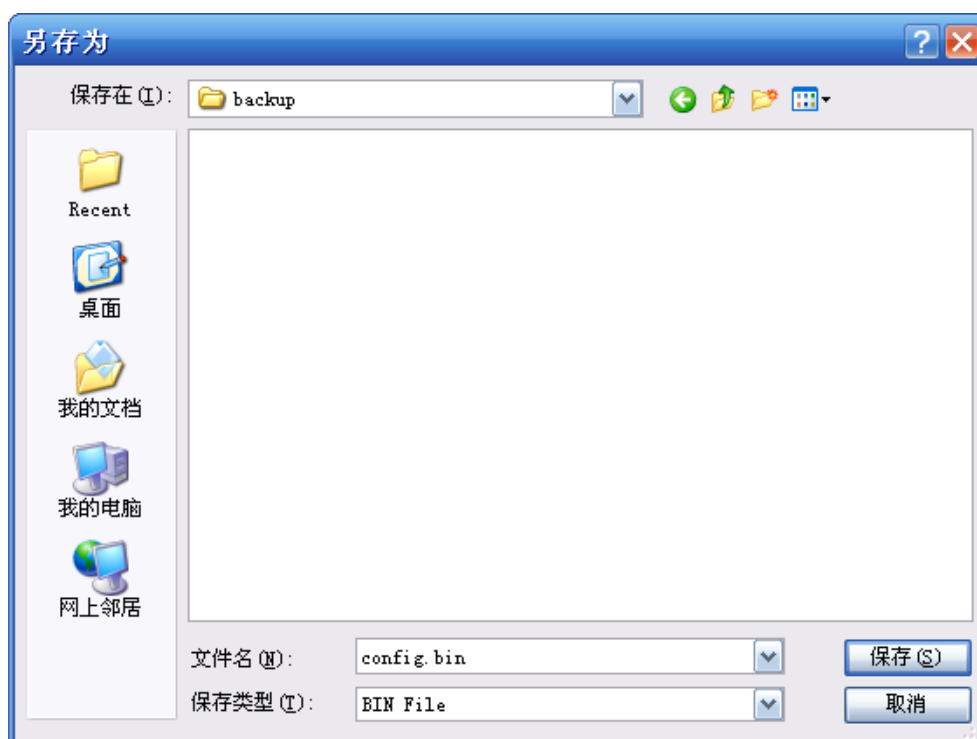 另存为
保存在(I):
backup
Recent
桌面
我的文档
我的电脑
网上邻居
文件名(N):
config.bin
保存(S)
保存类型(T):
BIN File
取消